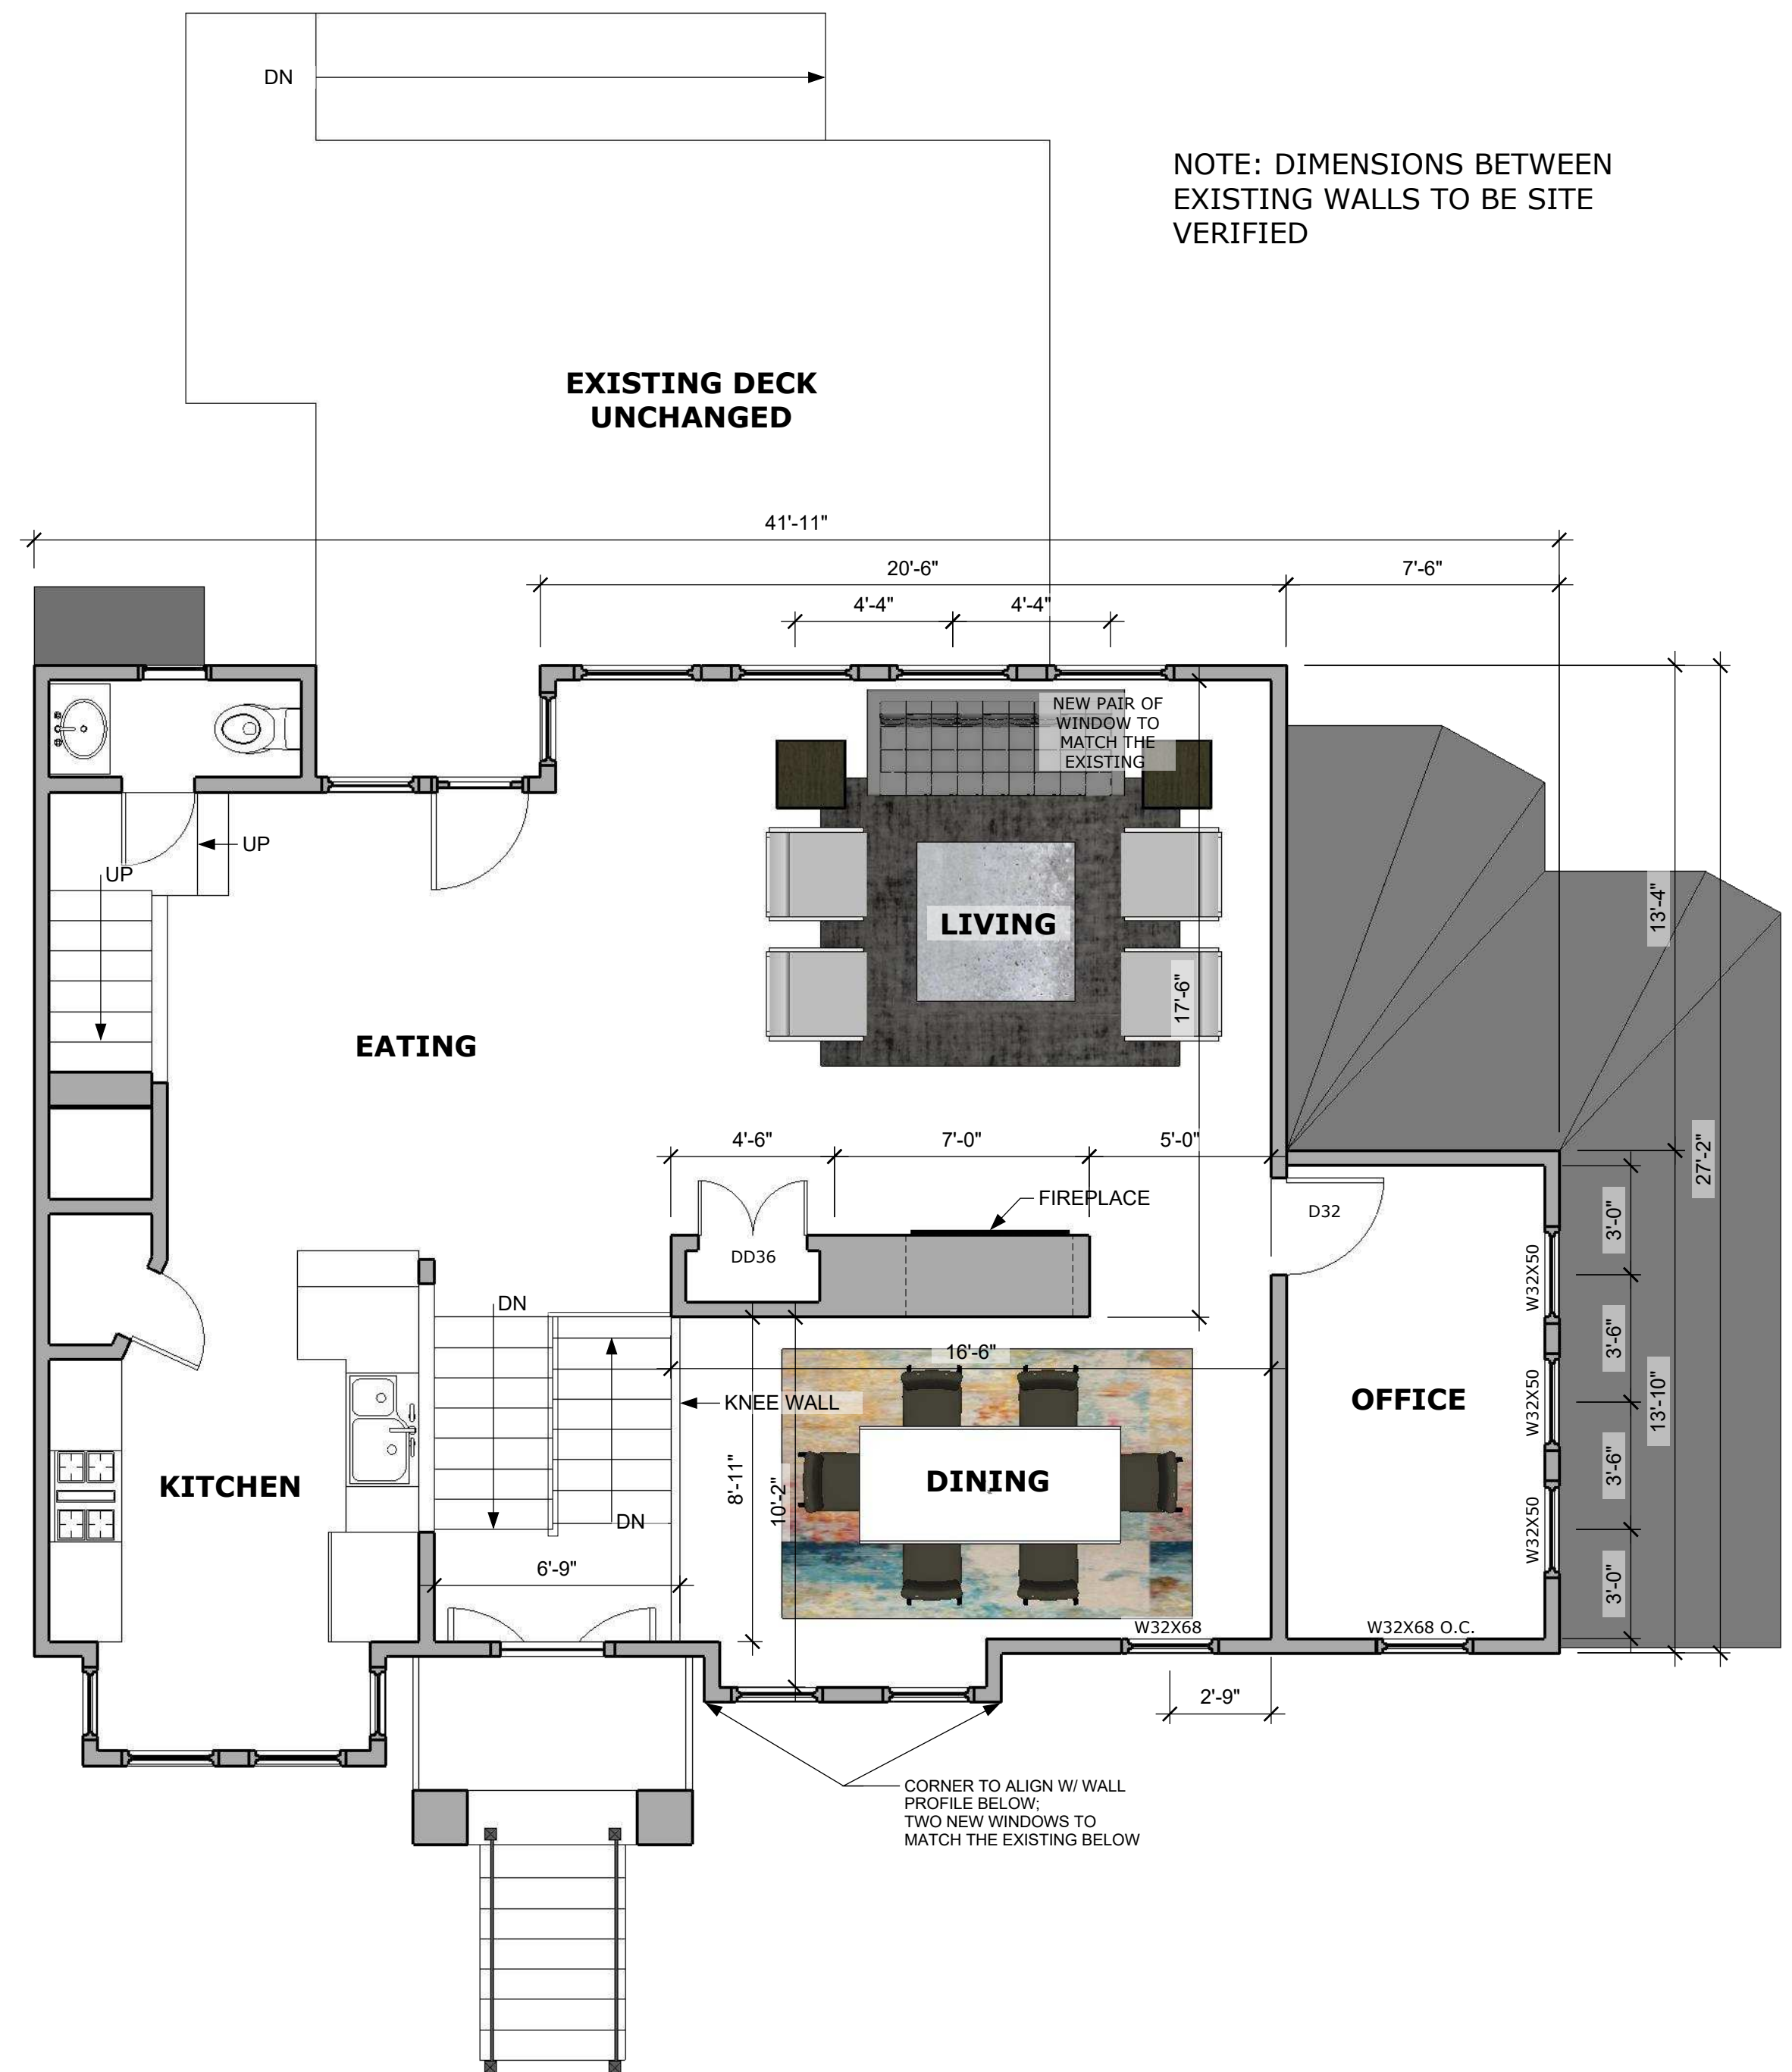 DN
NOTE: DIMENSIONS BETWEEN
EXISTING WALLS TO BE SITE
VERIFIED
EXISTING DECK
UNCHANGED
41'-11"
20'-6"
7'-6"
4'-4"
4'-4"
NEW PAIR OF
WINDOW TO
MATCH THE
EXISTING
UP
UP
LIVING
13'-4"
17'-6"
EATING
4'-6"
7'-0"
5'-0"
27'-2"
FIREPLACE
D32
3'-0"
DD36
W32X50
DN
3'-6"
16'-6"
KNEE WALL
OFFICE
W32X50
13'-10"
KITCHEN
8'-11"
10'-2"
DINING
3'-6"
DN
W32X50
6'-9"
3'-0"
W32X68
W32X68 O.C.
2'-9"
CORNER TO ALIGN W/ WALL
PROFILE BELOW;
TWO NEW WINDOWS TO
MATCH THE EXISTING BELOW